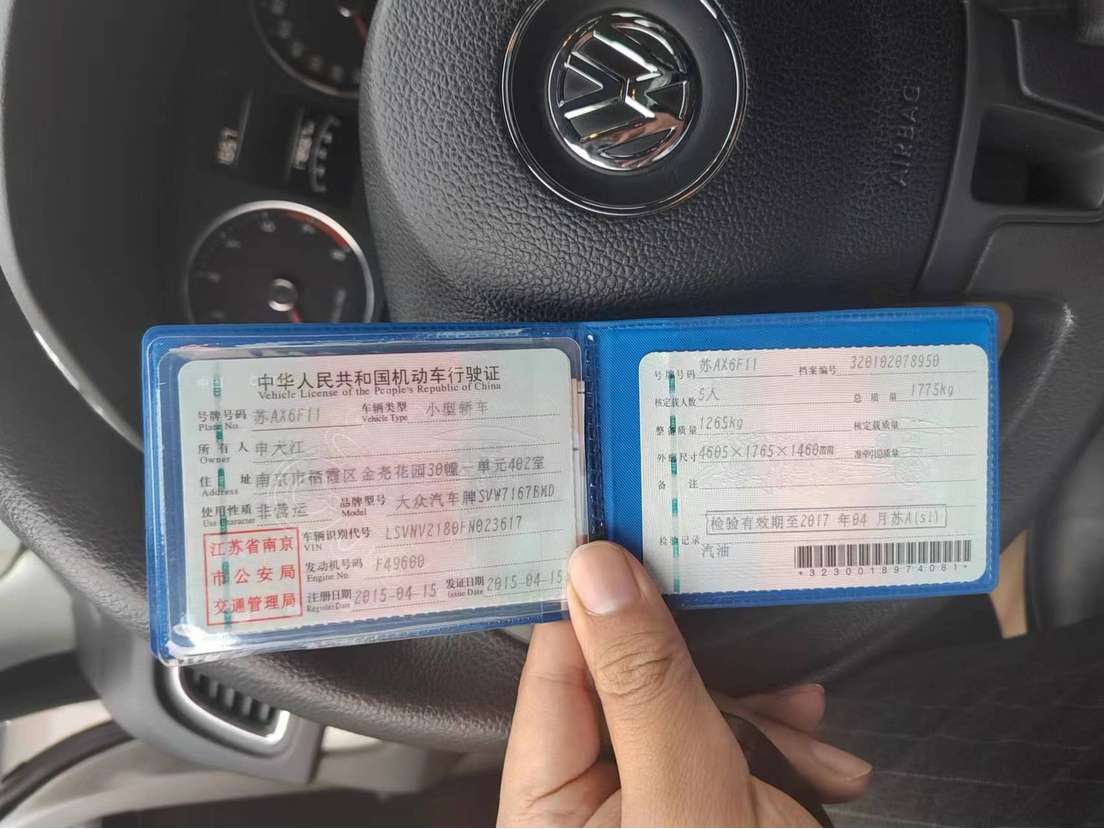 AIRBAG
中华人民共和国机动车行驶证
Vehicle License of the People's Republic of China
号牌号码 苏AX6F11 车辆类型 小型轿车
Plate No. Vehicle Type
所有人 申大江
Owner
住址 南京市栖霞区金尧花园30幢一单元402室
Address
使用性质 非营运 品牌型号 大众汽车牌SVW7167BMD
Use Character Model
江苏省南京
市公安局
交通管理局
车辆识别代号 LSVNV2180FN023617
VIN
发动机号码 F49600
Engine No.
注册日期 2015-04-15 发证日期 2015-04-15
Register Date Issue Date
号牌号码 苏AX6F11 档案编号 320102078950
核定载人数 5人 总质量 1775kg
整备质量 1265kg 核定载质量
外廓尺寸 4605×1765×1460 准牵引总质量
备注
检验有效期至2017年04月苏A(sl)
检验记录
汽油
*3230018974081*